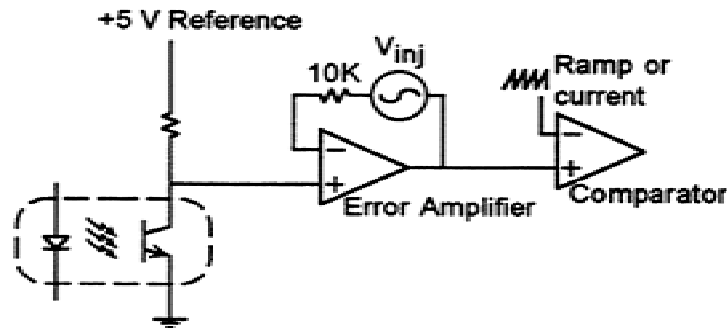 +5 V Reference
Vinj
10K
Ramp or
current
−
+
−
+
Error Amplifier
Comparator